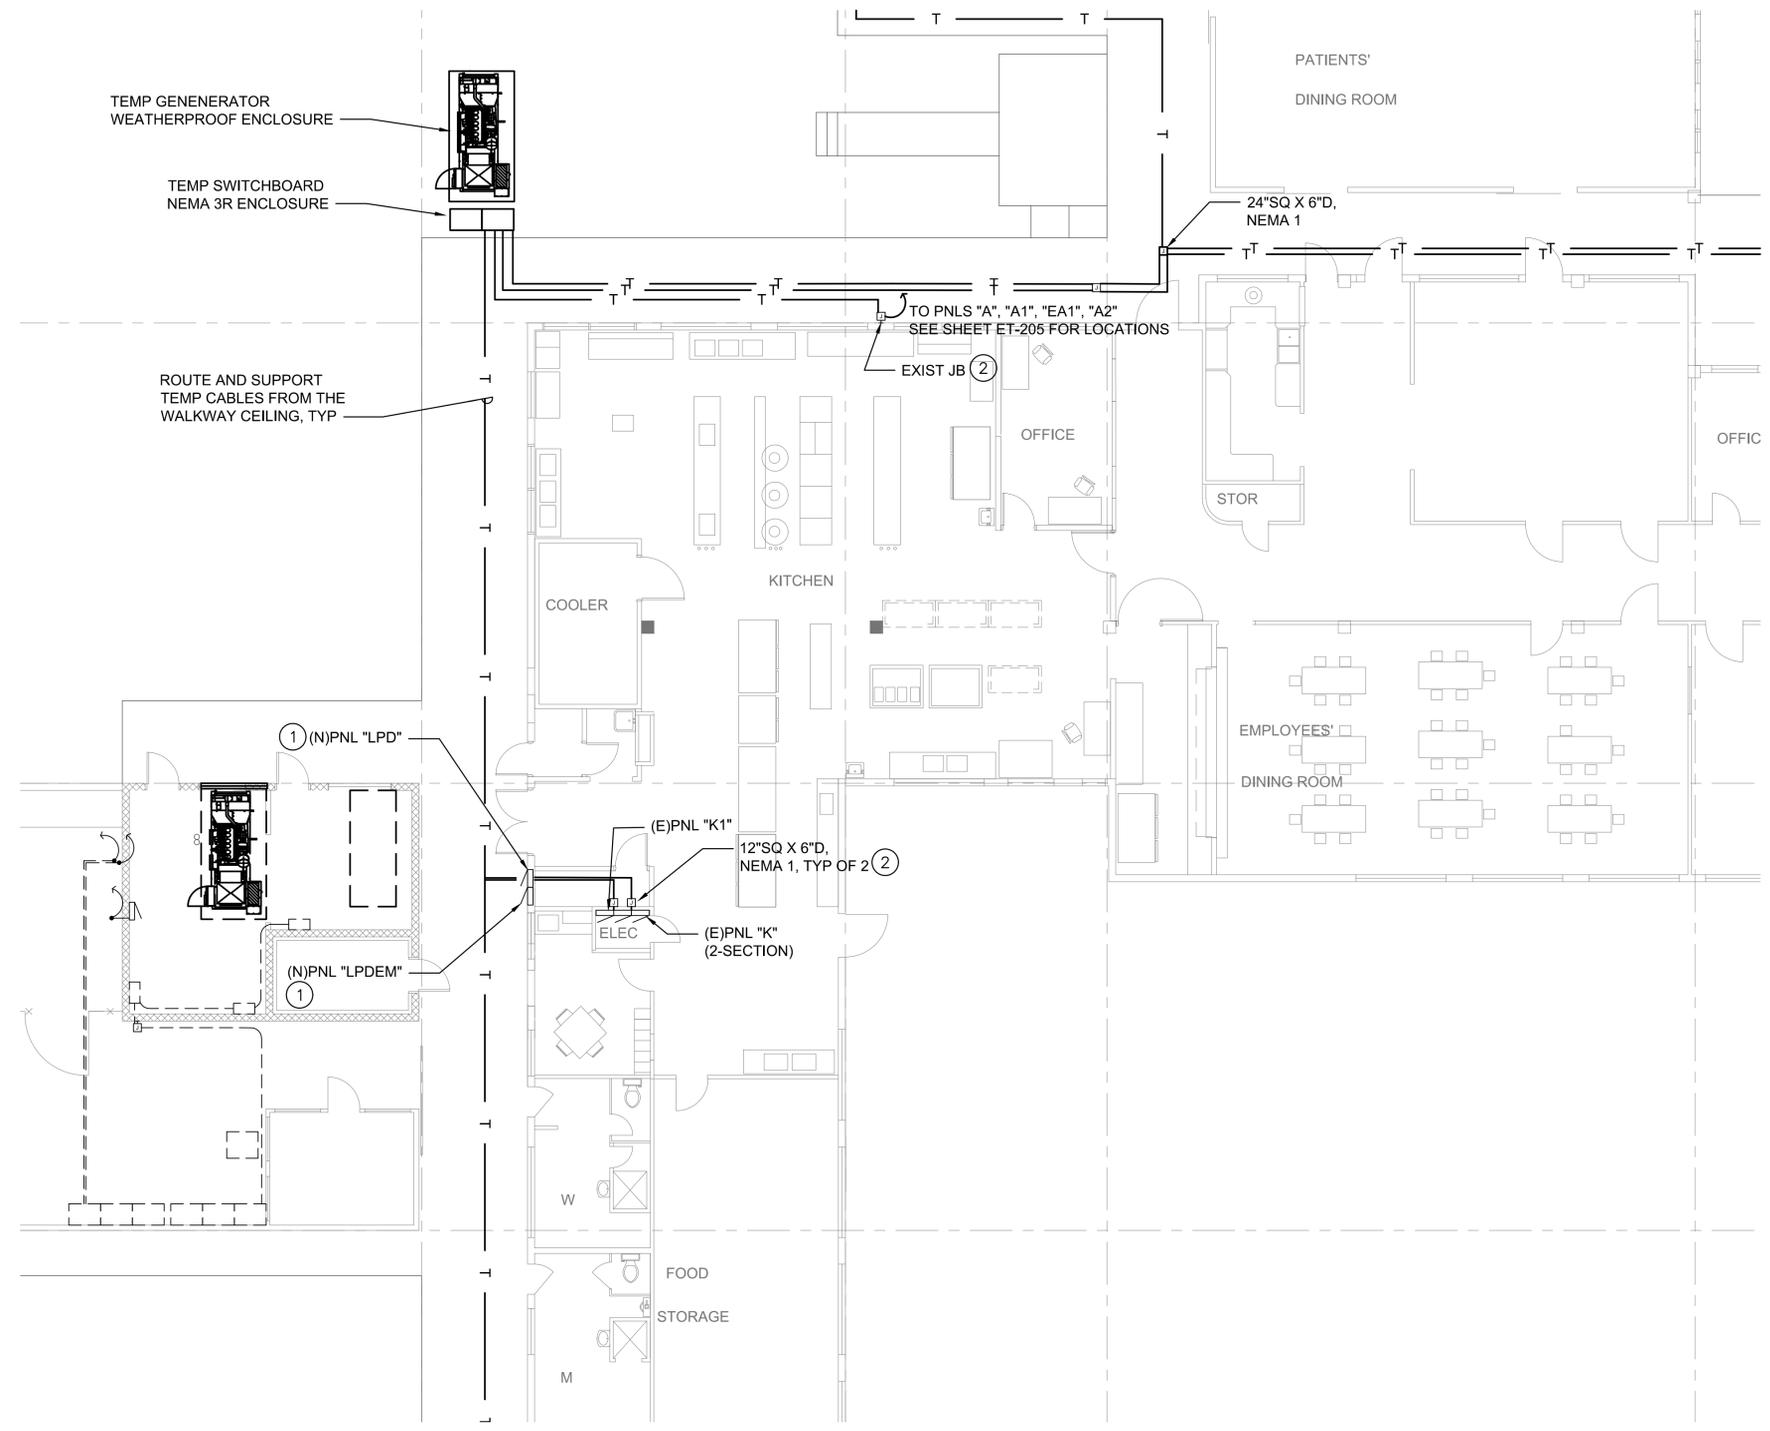 T
T
PATIENTS'
DINING ROOM
TEMP GENENERATOR
WEATHERPROOF ENCLOSURE
T
TEMP SWITCHBOARD
NEMA 3R ENCLOSURE
24"SQ X 6"D,
NEMA 1
J
T T
T T
T T
T T
T T
T T
T
T
J
T
T
J
TO PNLS "A", "A1", "EA1", "A2"
SEE SHEET ET-205 FOR LOCATIONS
EXIST JB 2
T
ROUTE AND SUPPORT
TEMP CABLES FROM THE
WALKWAY CEILING, TYP
OFFICE
OFFIC
STOR
T
KITCHEN
COOLER
T
EMPLOYEES'
DINING ROOM
1 (N)PNL "LPD"
T
(E)PNL "K1"
12"SQ X 6"D,
NEMA 1, TYP OF 2 2
J
J
ELEC
(E)PNL "K"
(2-SECTION)
(N)PNL "LPDEM"
1
T
J
T
W
T
FOOD
STORAGE
M
T